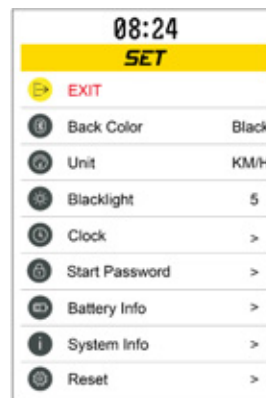 08:24
SET
EXIT
Back Color Black
Unit KM/H
Blacklight 5
Clock >
Start Password >
Battery Info >
System Info >
Reset >